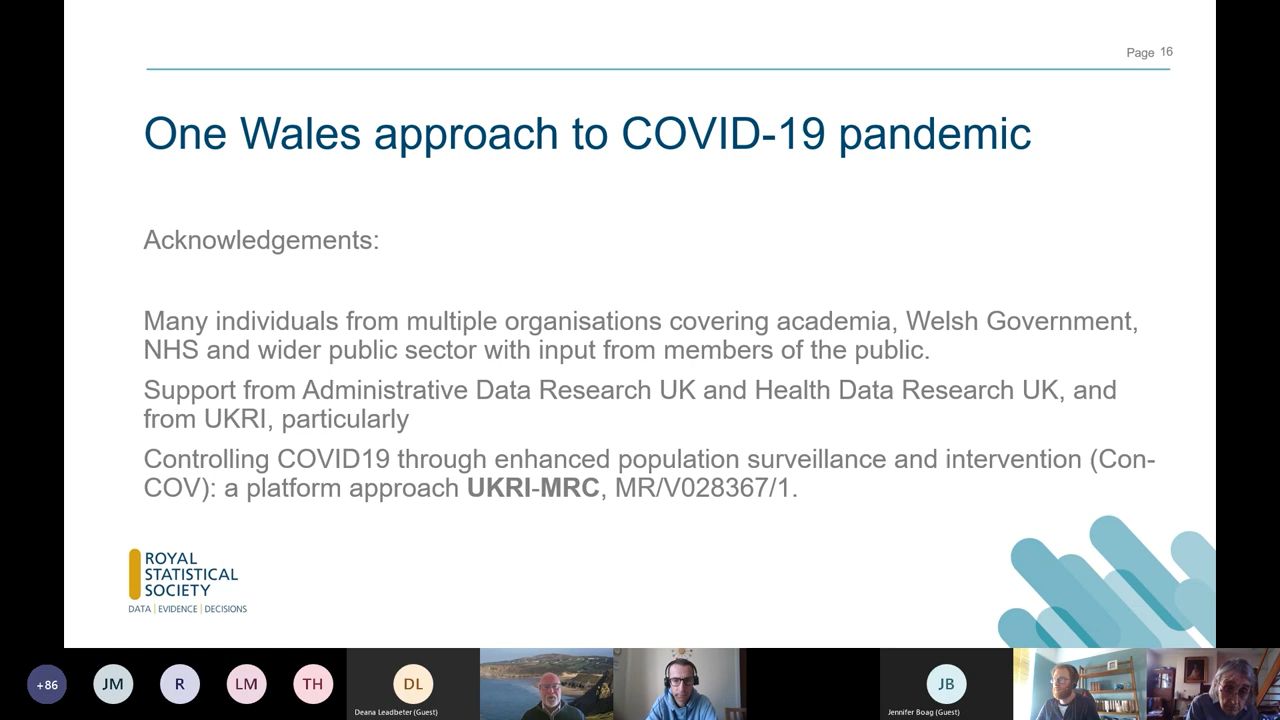 Page 16
One Wales approach to COVID-19 pandemic
Acknowledgements:
Many individuals from multiple organisations covering academia, Welsh Government,
NHS and wider public sector with input from members of the public.
Support from Administrative Data Research UK and Health Data Research UK, and
from UKRI, particularly
Controlling COVID19 through enhanced population surveillance and intervention (Con-
COV): a platform approach UKRI-MRC, MR/V028367/1.
ROYAL
STATISTICAL
SOCIETY
DATA | EVIDENCE | DECISIONS
+86
JM
R
LM
TH
DL
Deana Leadbeter (Guest)
JB
Jennifer Boag (Guest)